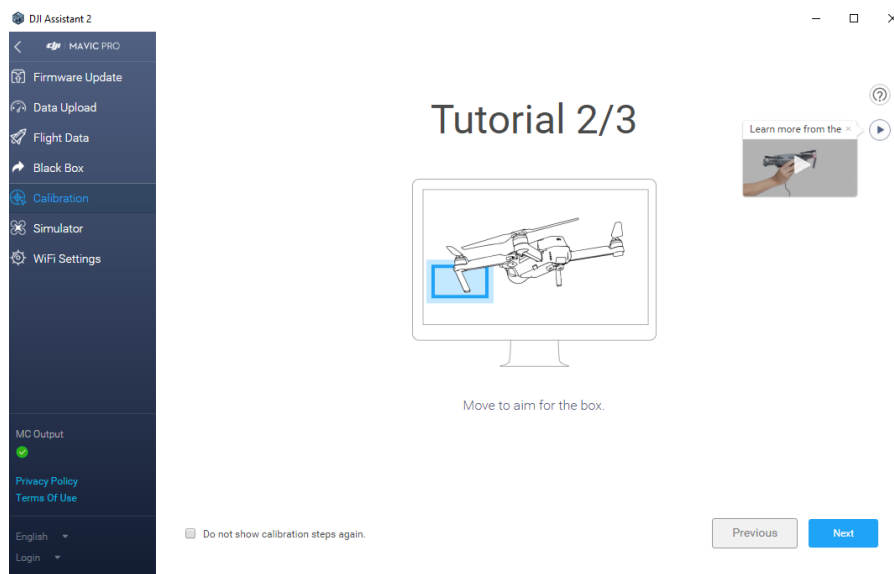 DJI Assistant 2
dji MAVIC PRO
Firmware Update
Data Upload
Flight Data
Black Box
Calibration
Simulator
WiFi Settings
MC Output
Privacy Policy
Terms Of Use
English
Login
Tutorial 2/3
Learn more from the ×
Move to aim for the box.
Do not show calibration steps again.
Previous
Next